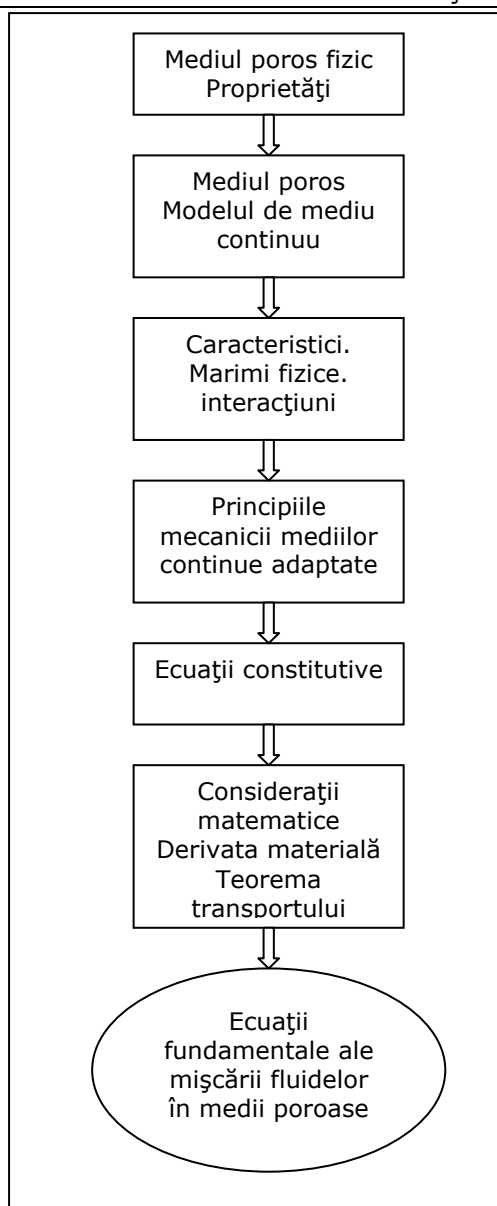 Mediul poros fizic
Proprietăţi
Mediul poros
Modelul de mediu
continuu
Caracteristici.
Marimi fizice.
interacţiuni
Principiile
mecanicii mediilor
continue adaptate
Ecuaţii constitutive
Consideraţii
matematice
Derivata materială
Teorema
transportului
Ecuaţii
fundamentale ale
mişcării fluidelor
în medii poroase